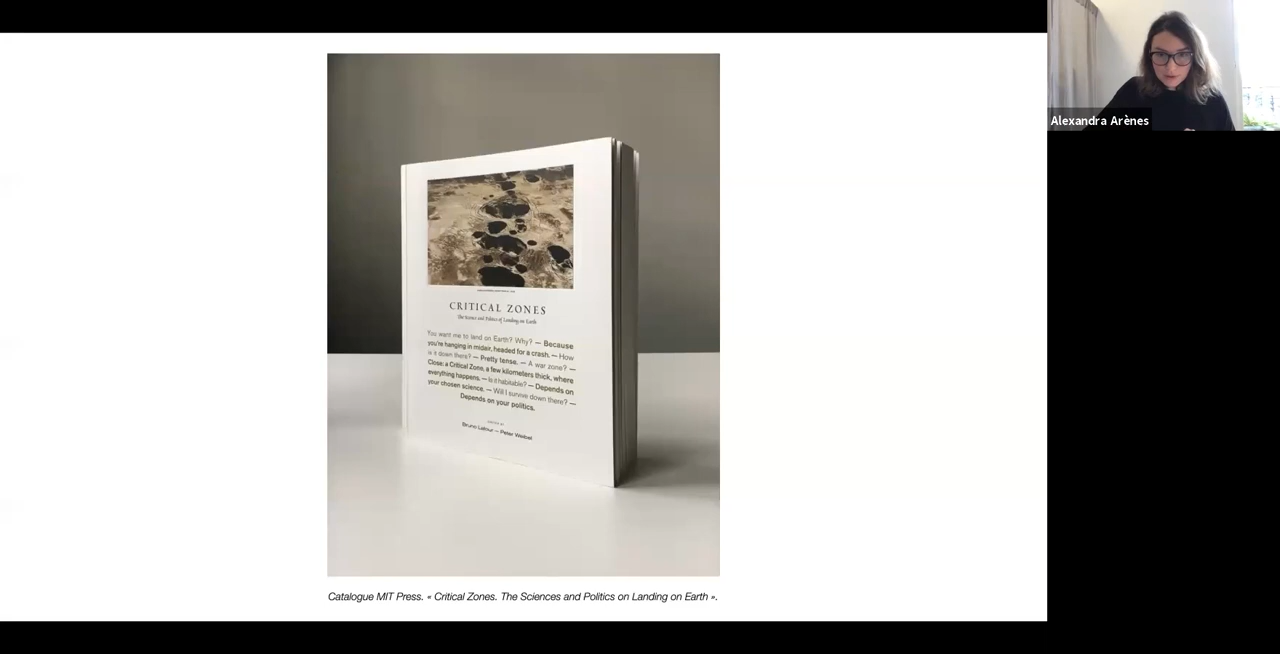 Alexandra Arènes
CRITICAL ZONES
The Science and Politics of Landing on Earth
You want me to land on Earth? Why? — Because
you're hanging in midair, headed for a crash. — How
is it down there? — Pretty tense. — A war zone? —
Close: a Critical Zone, a few kilometers thick, where
everything happens. — Is it habitable? — Depends on
your chosen science. — Will I survive down there? —
Depends on your politics.
Bruno Latour — Peter Weibel
Catalogue MIT Press. « Critical Zones. The Sciences and Politics on Landing on Earth ».